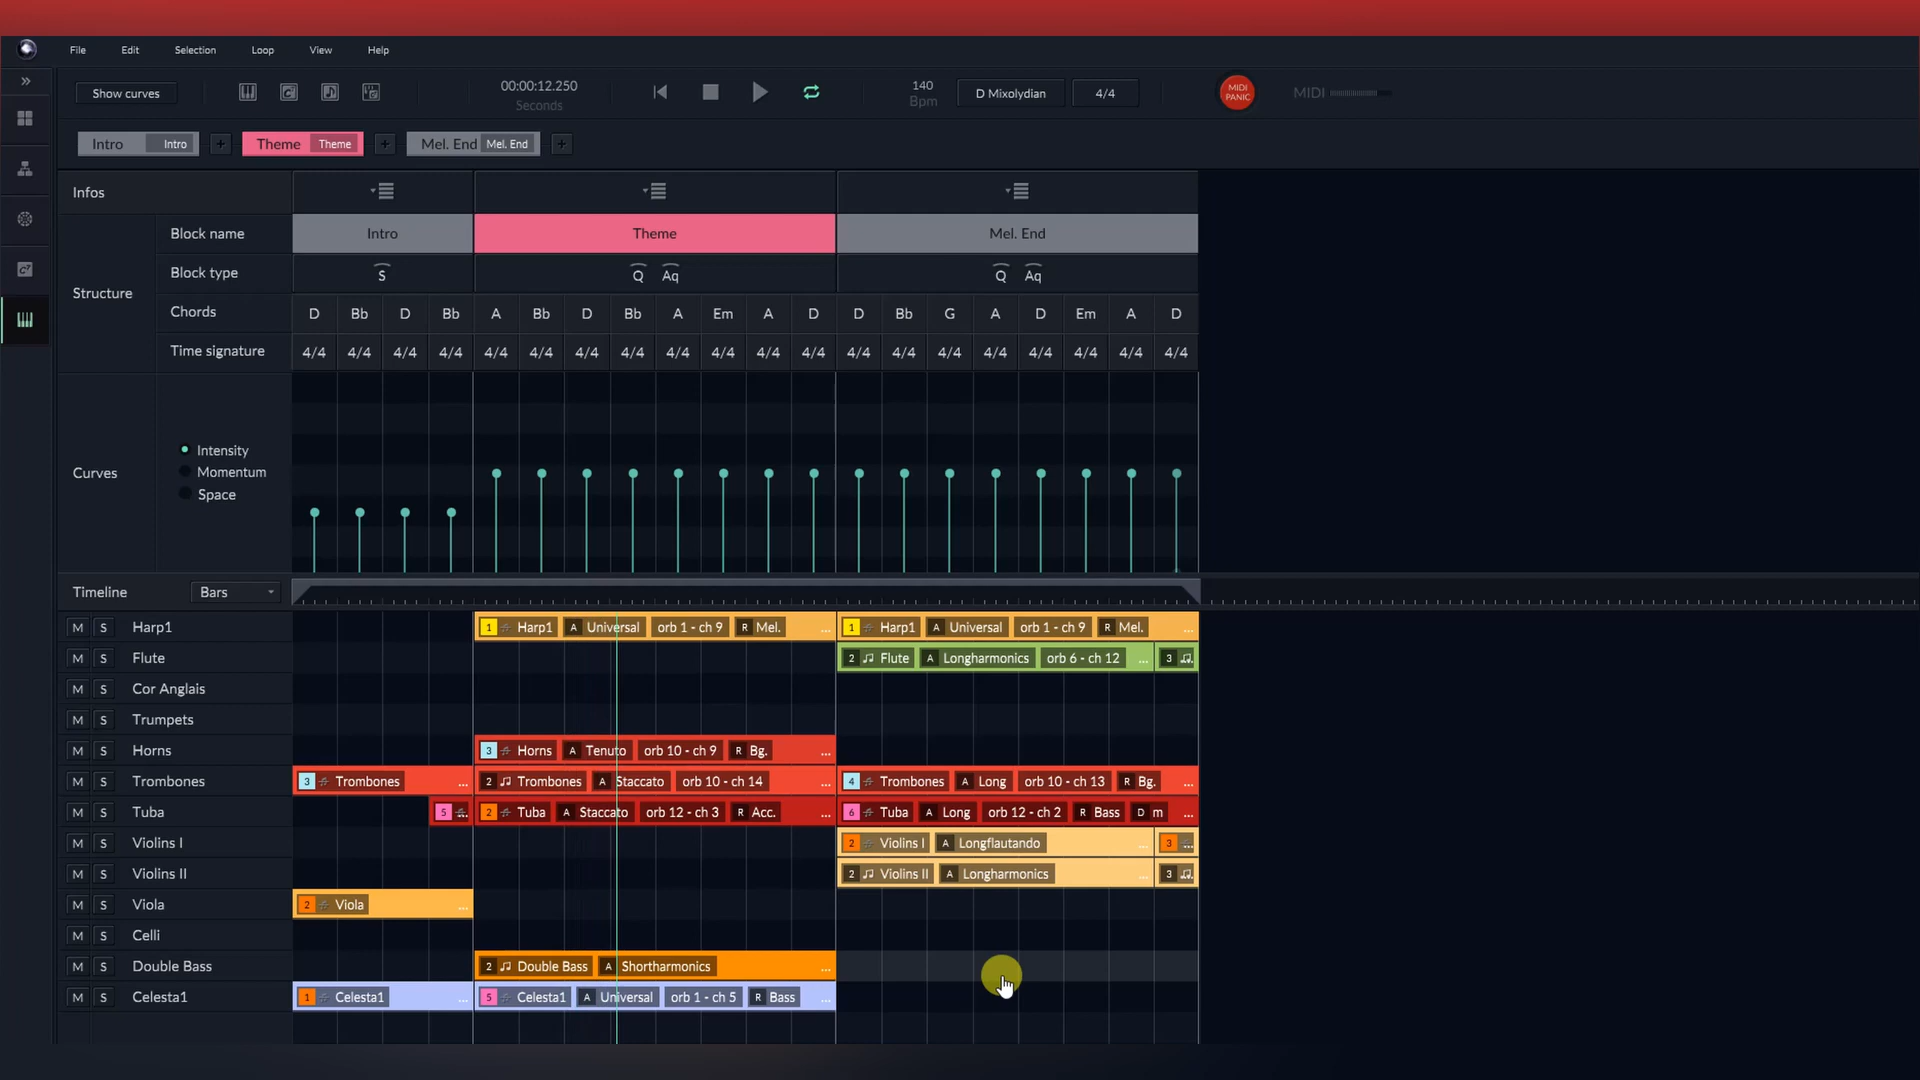 File Edit Selection Loop View Help
Show curves 00:00:12.250 Seconds 140 Bpm D Mixolydian 4/4 MIDI PANIC MIDI
Intro Intro + Theme Theme + Mel. End Mel. End +
Infos
Structure
Block name Intro Theme Mel. End
Block type S Q Aq Q Aq
Chords D Bb D Bb A Bb D Bb A Em A D D Bb G A D Em A D
Time signature 4/4 4/4 4/4 4/4 4/4 4/4 4/4 4/4 4/4 4/4 4/4 4/4 4/4 4/4 4/4 4/4 4/4 4/4 4/4 4/4
Curves
Intensity
Momentum
Space
Timeline Bars
M S Harp1 1 Harp1 A Universal orb 1 - ch 9 R Mel. ... 1 Harp1 A Universal orb 1 - ch 9 R Mel. ...
M S Flute 2 Flute A Longharmonics orb 6 - ch 12 ... 3
M S Cor Anglais
M S Trumpets
M S Horns 3 Horns A Tenuto orb 10 - ch 9 R Bg. ...
M S Trombones 3 Trombones ... 2 Trombones A Staccato orb 10 - ch 14 ... 4 Trombones A Long orb 10 - ch 13 R Bg. ...
M S Tuba 5 ... 2 Tuba A Staccato orb 12 - ch 3 R Acc. ... 6 Tuba A Long orb 12 - ch 2 R Bass D m ...
M S Violins I 2 Violins I A Longflautando ... 3 ...
M S Violins II 2 Violins II A Longharmonics ... 3
M S Viola 2 Viola ...
M S Celli
M S Double Bass 2 Double Bass A Shortharmonics ...
M S Celesta1 1 Celesta1 ... 5 Celesta1 A Universal orb 1 - ch 5 R Bass ...